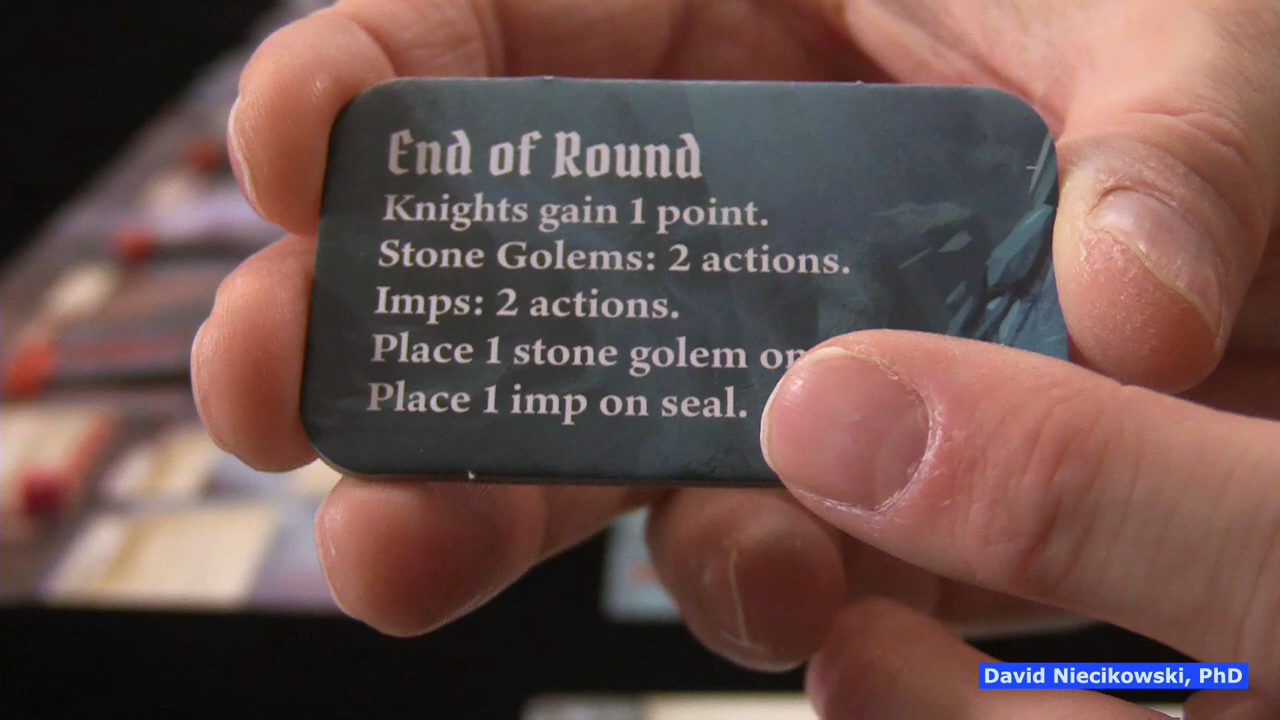 End of Round
Knights gain 1 point.
Stone Golems: 2 actions.
Imps: 2 actions.
Place 1 stone golem on
Place 1 imp on seal.
David Niecikowski, PhD